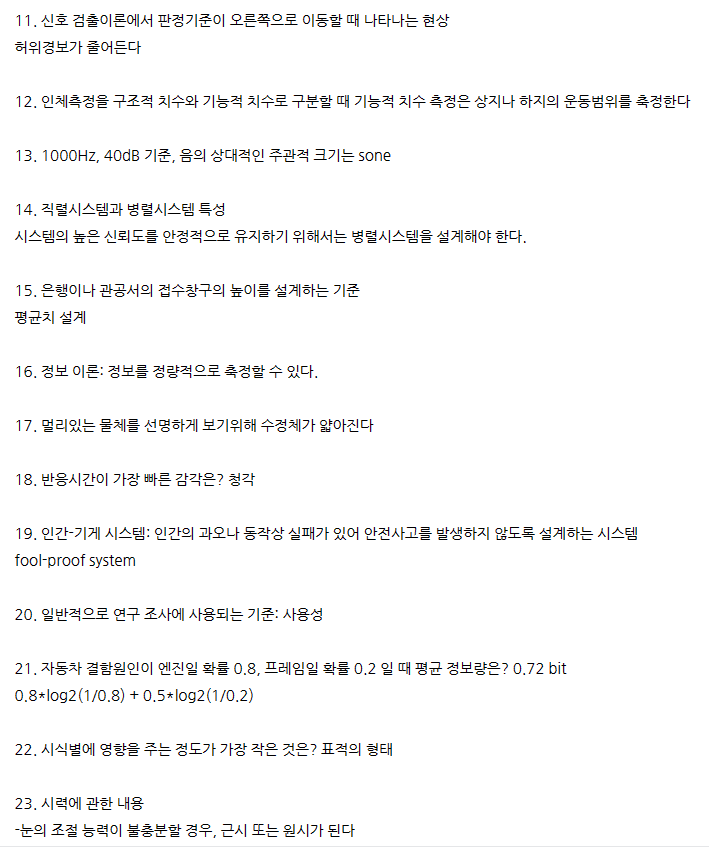 11. 신호 검출이론에서 판정기준이 오른쪽으로 이동할 때 나타나는 현상
허위경보가 줄어든다
12. 인체측정을 구조적 치수와 기능적 치수로 구분할 때 기능적 치수 측정은 상지나 하지의 운동범위를 측정한다
13. 1000Hz, 40dB 기준, 음의 상대적인 주관적 크기는 sone
14. 직렬시스템과 병렬시스템 특성
시스템의 높은 신뢰도를 안정적으로 유지하기 위해서는 병렬시스템을 설계해야 한다.
15. 은행이나 관공서의 접수창구의 높이를 설계하는 기준
평균치 설계
16. 정보 이론: 정보를 정량적으로 측정할 수 있다.
17. 멀리있는 물체를 선명하게 보기위해 수정체가 얇아진다
18. 반응시간이 가장 빠른 감각은? 청각
19. 인간-기게 시스템: 인간의 과오나 동작상 실패가 있어 안전사고를 발생하지 않도록 설계하는 시스템
fool-proof system
20. 일반적으로 연구 조사에 사용되는 기준: 사용성
21. 자동차 결함원인이 엔진일 확률 0.8, 프레임일 확률 0.2 일 때 평균 정보량은? 0.72 bit
0.8*log2(1/0.8) + 0.5*log2(1/0.2)
22. 시식별에 영향을 주는 정도가 가장 작은 것은? 표적의 형태
23. 시력에 관한 내용
-눈의 조절 능력이 불충분할 경우, 근시 또는 원시가 된다